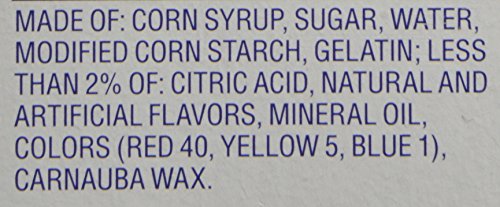 MADE OF: CORN SYRUP, SUGAR, WATER,
MODIFIED CORN STARCH, GELATIN; LESS
THAN 2% OF: CITRIC ACID, NATURAL AND
ARTIFICIAL FLAVORS, MINERAL OIL,
COLORS (RED 40, YELLOW 5, BLUE 1),
CARNAUBA WAX.